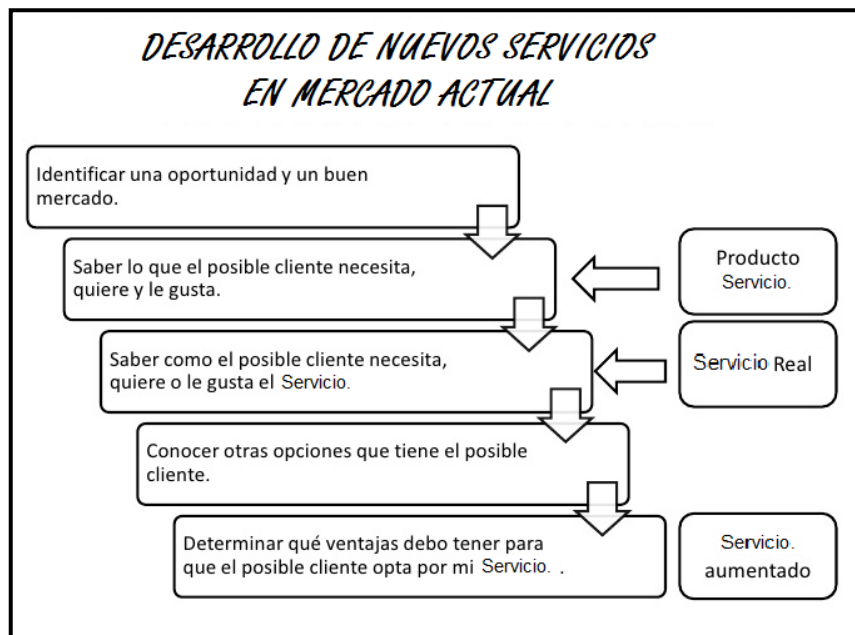 DESARROLLO DE NUEVOS SERVICIOS
EN MERCADO ACTUAL
Identificar una oportunidad y un buen
mercado.
Saber lo que el posible cliente necesita,
quiere y le gusta.
Producto
Servicio.
Saber como el posible cliente necesita,
quiere o le gusta el Servicio.
Servicio Real
Conocer otras opciones que tiene el posible
cliente.
Determinar qué ventajas debo tener para
que el posible cliente opta por mi Servicio. .
Servicio.
aumentado